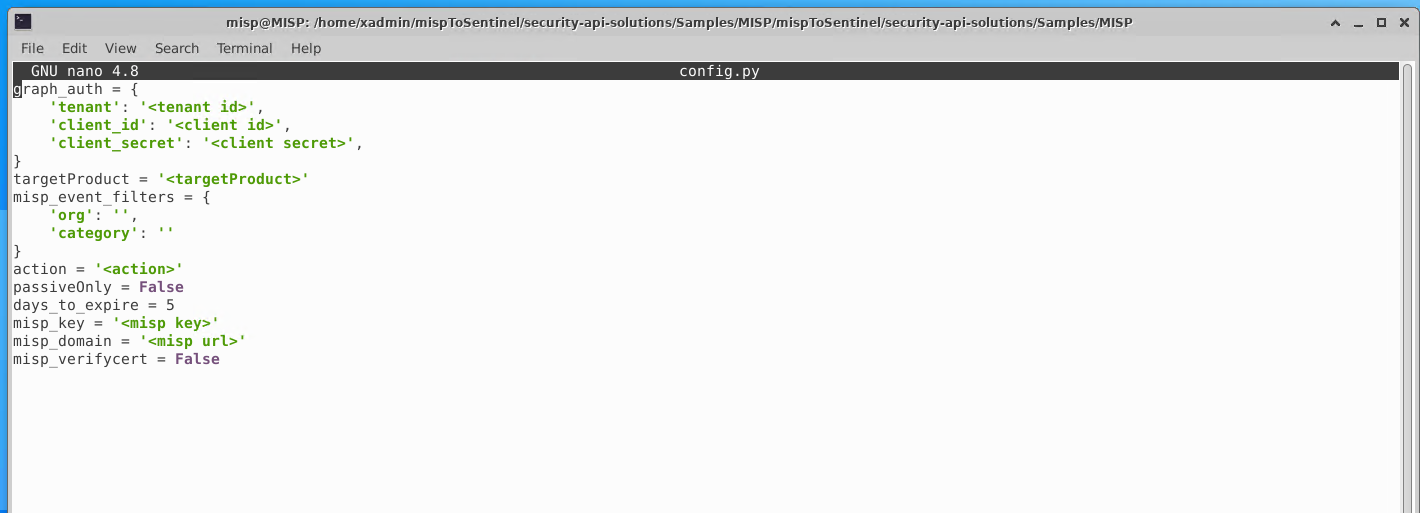 misp@MISP: /home/xadmin/mispToSentinel/security-api-solutions/Samples/MISP/mispToSentinel/security-api-solutions/Samples/MISP
File Edit View Search Terminal Help
GNU nano 4.8 config.py
graph_auth = {
    'tenant': '<tenant id>',
    'client_id': '<client id>',
    'client_secret': '<client secret>',
}
targetProduct = '<targetProduct>'
misp_event_filters = {
    'org': '',
    'category': ''
}
action = '<action>'
passiveOnly = False
days_to_expire = 5
misp_key = '<misp key>'
misp_domain = '<misp url>'
misp_verifycert = False